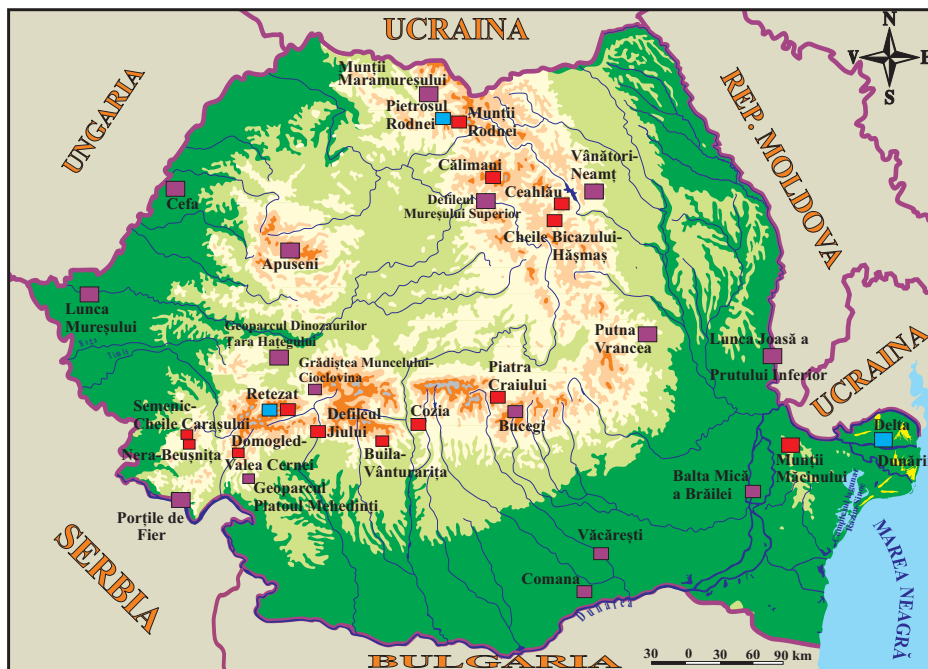 UCRAINA
N
V
E
S
UNGARIA
REP. MOLDOVA
Munții
Maramureșului
Pietrosul
Rodnei
Munții
Rodnei
Călimani
Vânători-
Neamț
Ceahlău
Cefa
Defileul
Mureșului Superior
Cheile Bicazului-
Hășmaș
Apuseni
Lunca
Mureșului
Geoparcul Dinozaurilor
Țara Hațegului
Putna
Vrancea
Lunca Joasă a
Prutului Inferior
UCRAINA
Grădiștea Muncelului-
Cioclovina
Piatra
Craiului
Retezat
Semenic-
Cheile Carașului
Defileul
Jiului
Cozia
Bucegi
Delta
Dunării
Nera-Beușnița
Domogled-
Valea Cernei
Buila-
Vânturarița
Munții
Măcinului
Geoparcul
Platoul Mehedinți
Balta Mică
a Brăilei
Porțile de
Fier
Văcărești
Comana
SERBIA
Dunărea
MAREA NEAGRĂ
BULGARIA
30 0 30 60 90 km